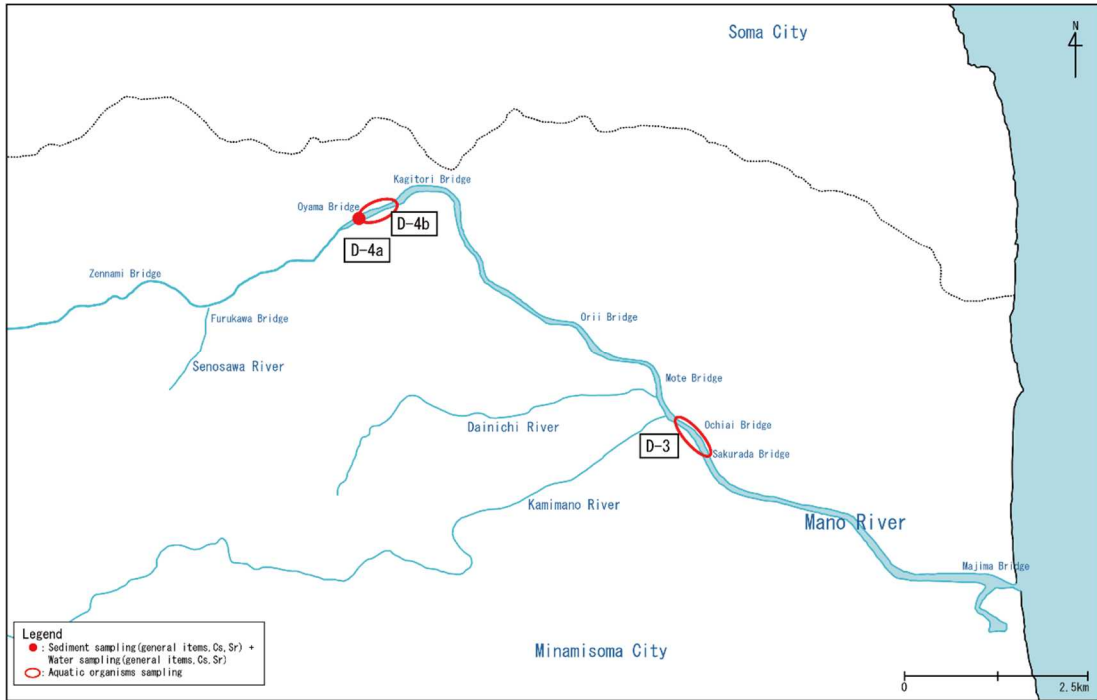 Soma City
N
Kagitori Bridge
Oyama Bridge
D-4b
D-4a
Zennami Bridge
Furukawa Bridge
Orii Bridge
Senosawa River
Mote Bridge
Dainichi River
Ochiai Bridge
D-3
Sakurada Bridge
Kamimano River
Mano River
Majima Bridge
Legend
: Sediment sampling(general items,Cs,Sr) +
Water sampling(general items,Cs,Sr)
: Aquatic organisms sampling
Minamisoma City
0 2.5km